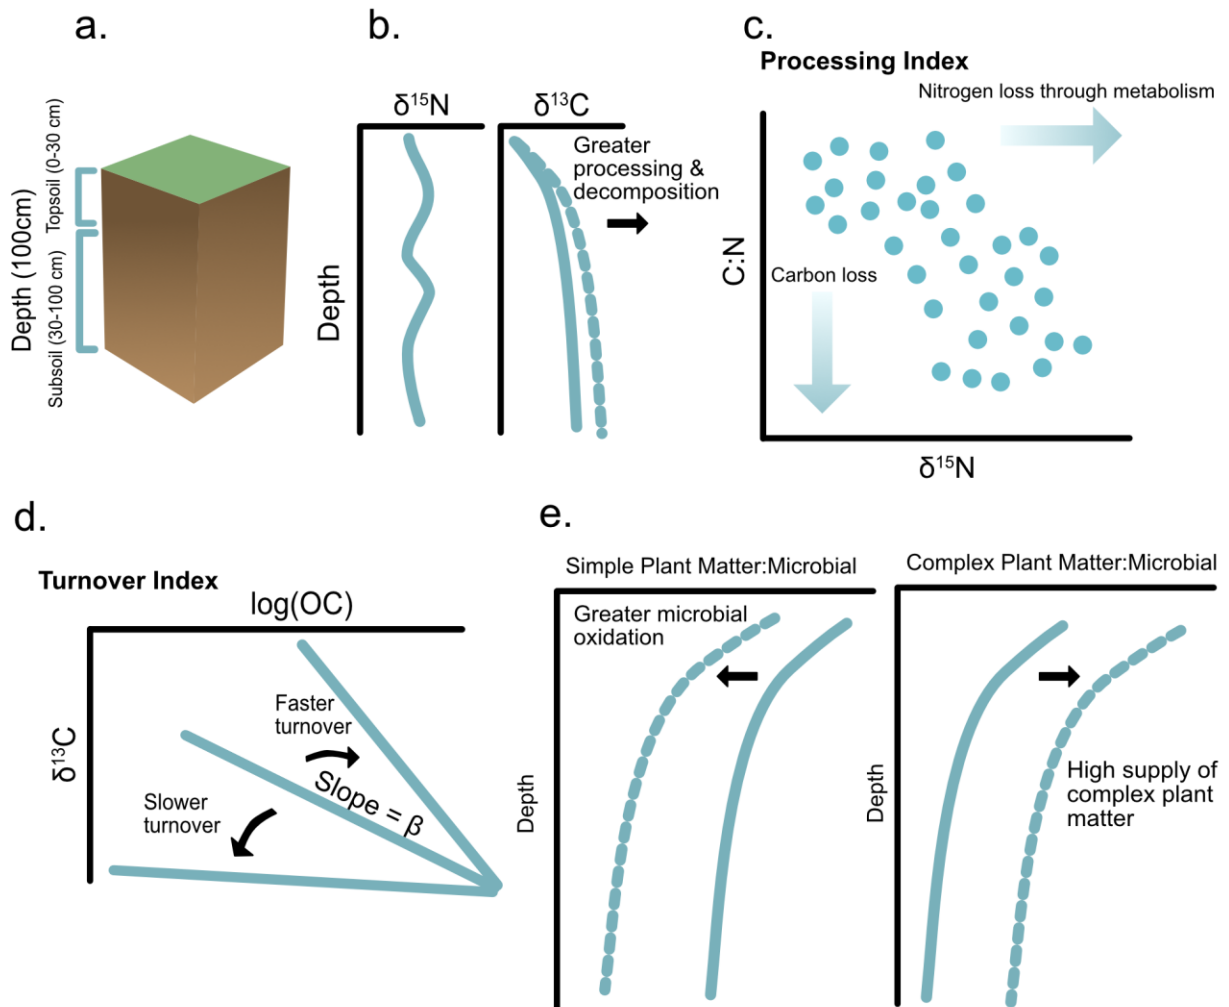 a.
Depth (100cm)
Topsoil (0-30 cm)
Subsoil (30-100 cm)
b.
δ¹⁵N
δ¹³C
Depth
Greater
processing &
decomposition
c.
Processing Index
Nitrogen loss through metabolism
C:N
Carbon loss
δ¹⁵N
d.
Turnover Index
log(OC)
δ¹³C
Faster
turnover
Slope = β
Slower
turnover
e.
Simple Plant Matter:Microbial
Greater microbial
oxidation
Depth
Complex Plant Matter:Microbial
Depth
High supply of
complex plant
matter